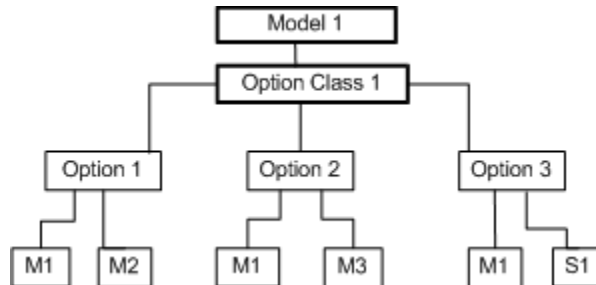 Model 1
Option Class 1
Option 1 Option 2 Option 3
M1 M2 M1 M3 M1 S1